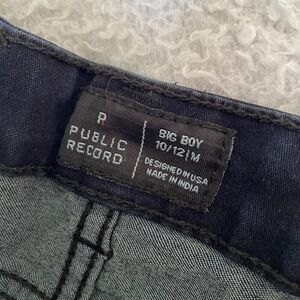 P
PUBLIC
RECORD
BIG BOY
10/12|M
DESIGNED IN USA
MADE IN INDIA